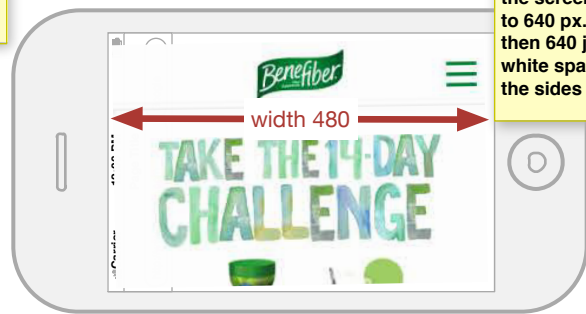 the screen
to 640 px.
then 640 j
white spa
the sides
Benefiber
width 480
TAKE THE 14-DAY
CHALLENGE
Carrier